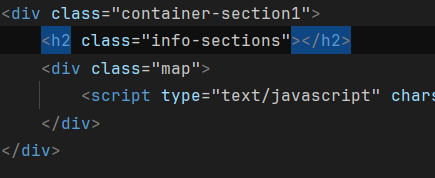 <div class="container-section1">
<h2 class="info-sections"></h2>
<div class="map">
<script type="text/javascript" chars
</div>
</div>